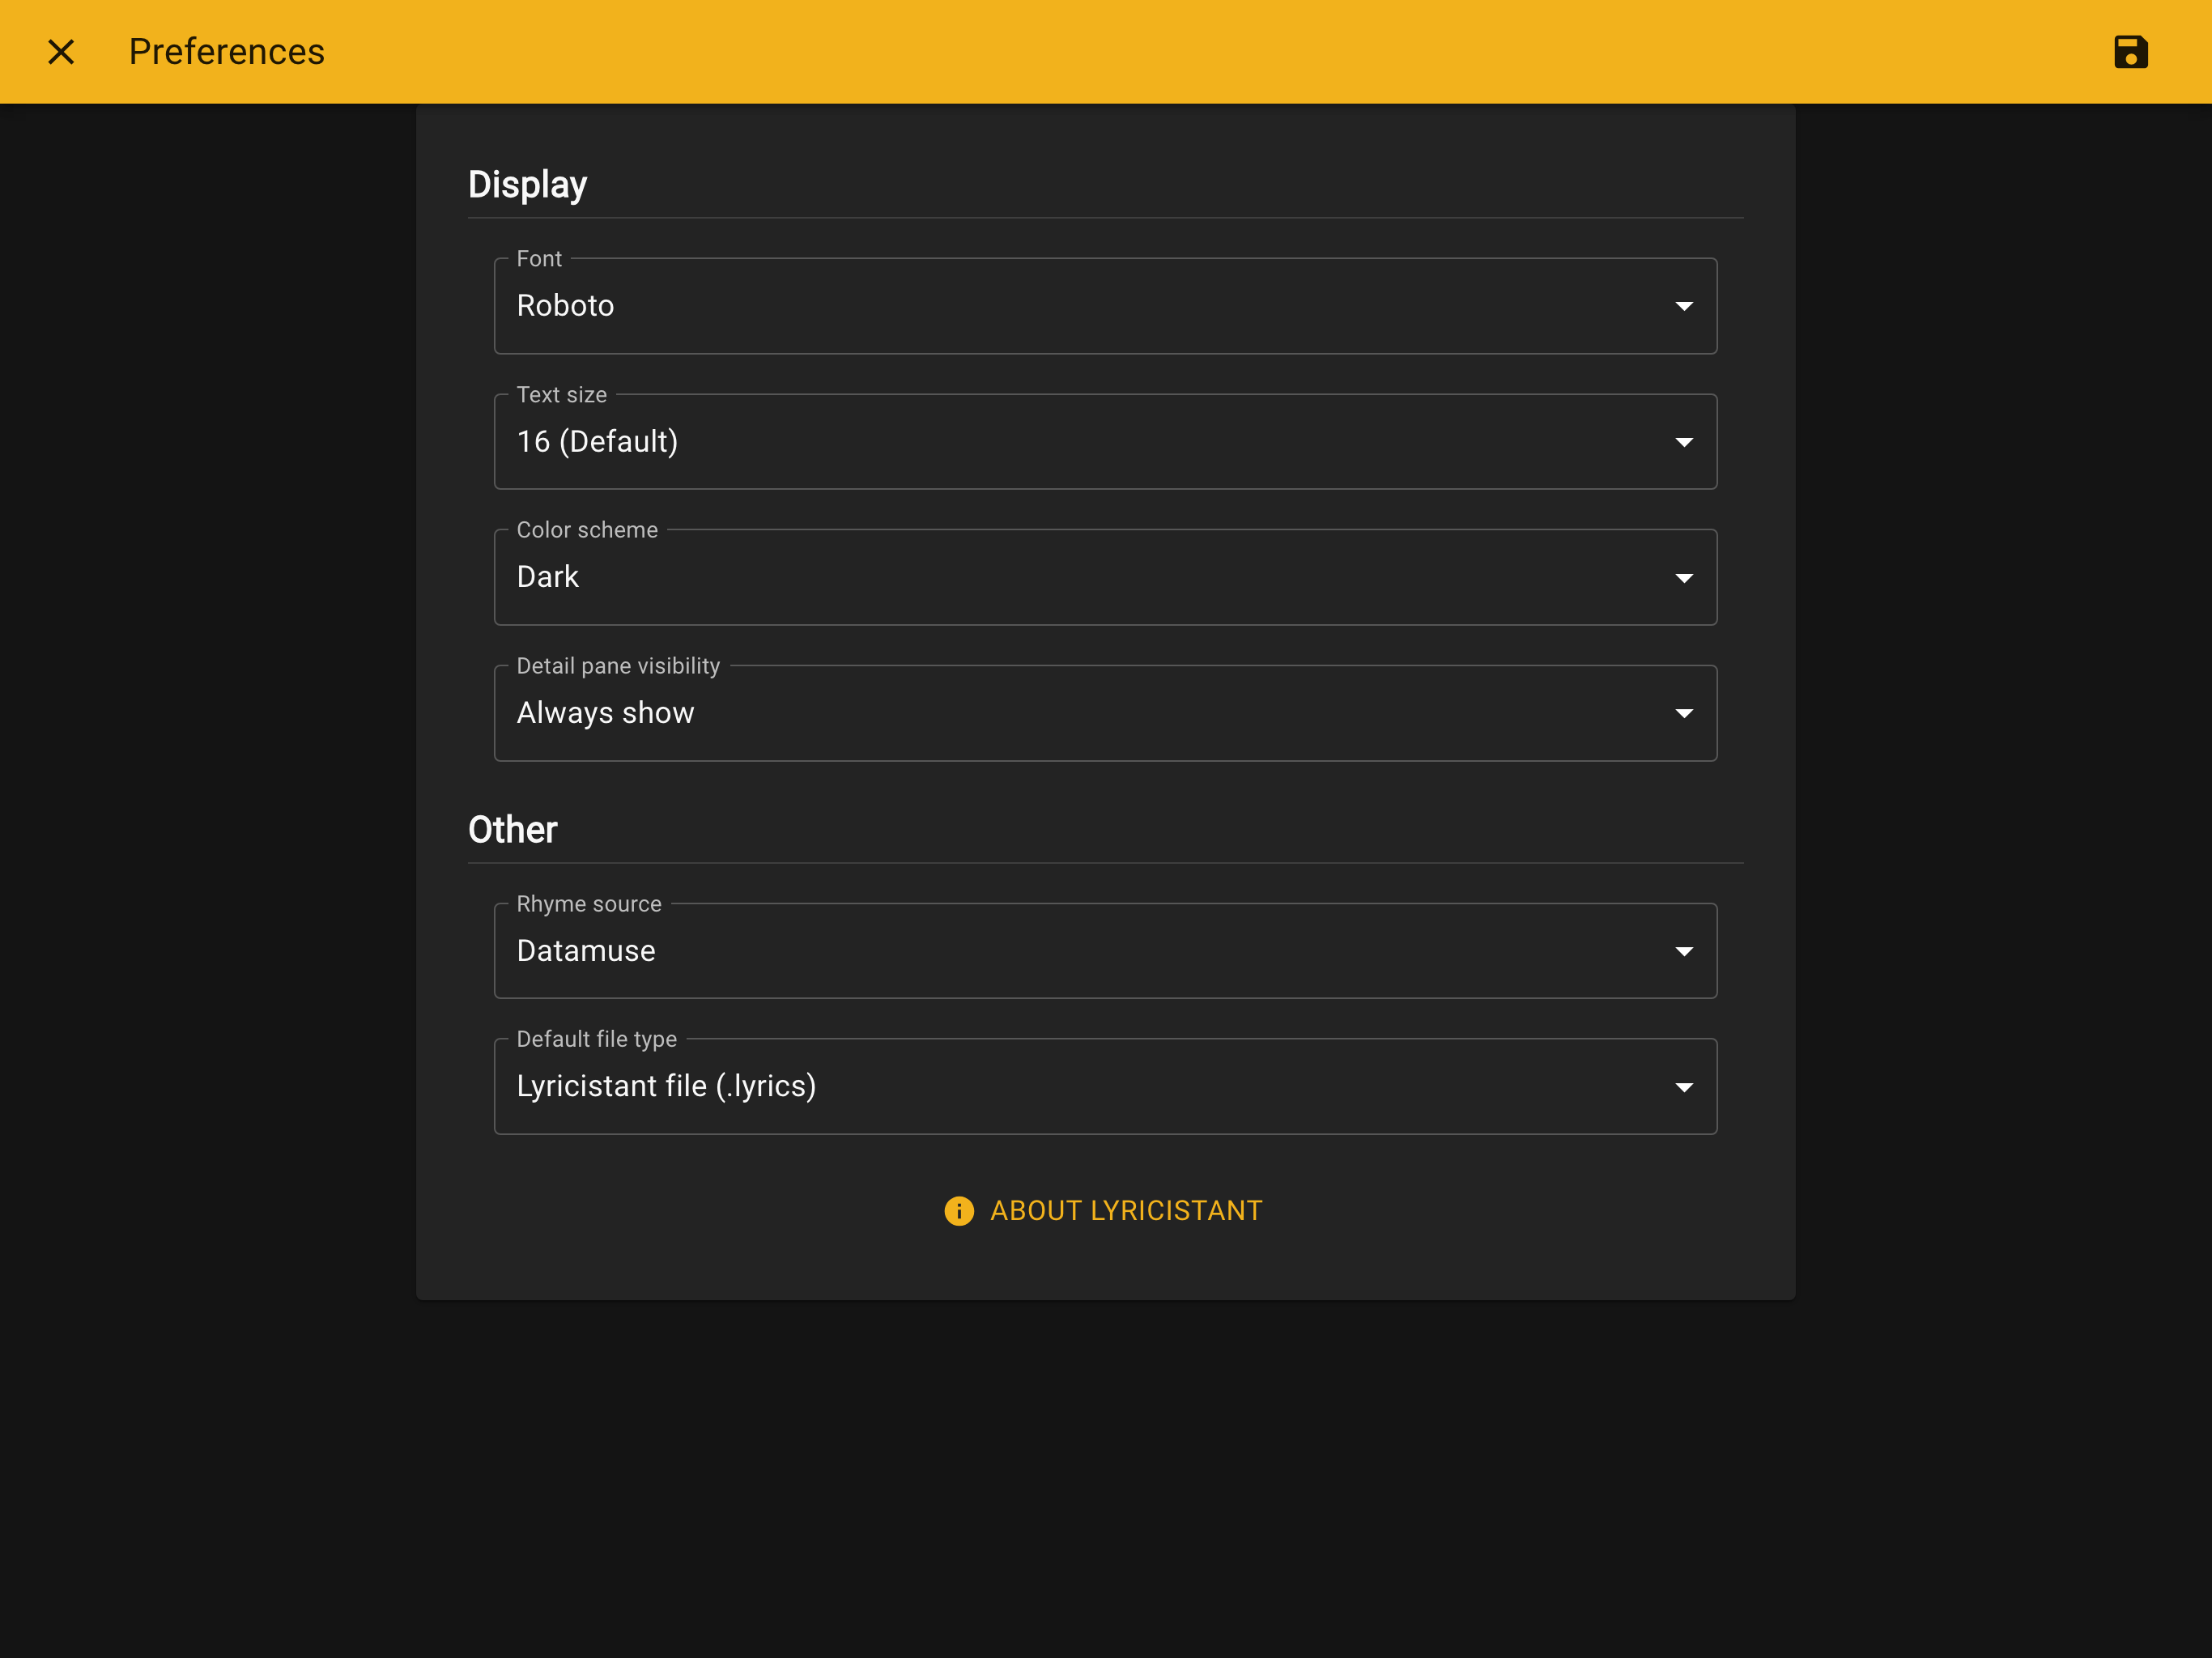 Preferences
Display
Font
Roboto
Text size
16 (Default)
Color scheme
Dark
Detail pane visibility
Always show
Other
Rhyme source
Datamuse
Default file type
Lyricistant file (.lyrics)
ABOUT LYRICISTANT